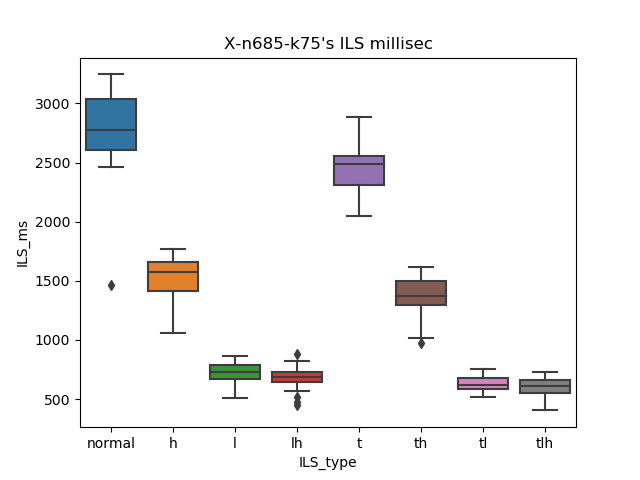 X-n685-k75's ILS millisec
ILS_ms
3000
2500
2000
1500
1000
500
normal h l lh t th tl tlh
ILS_type